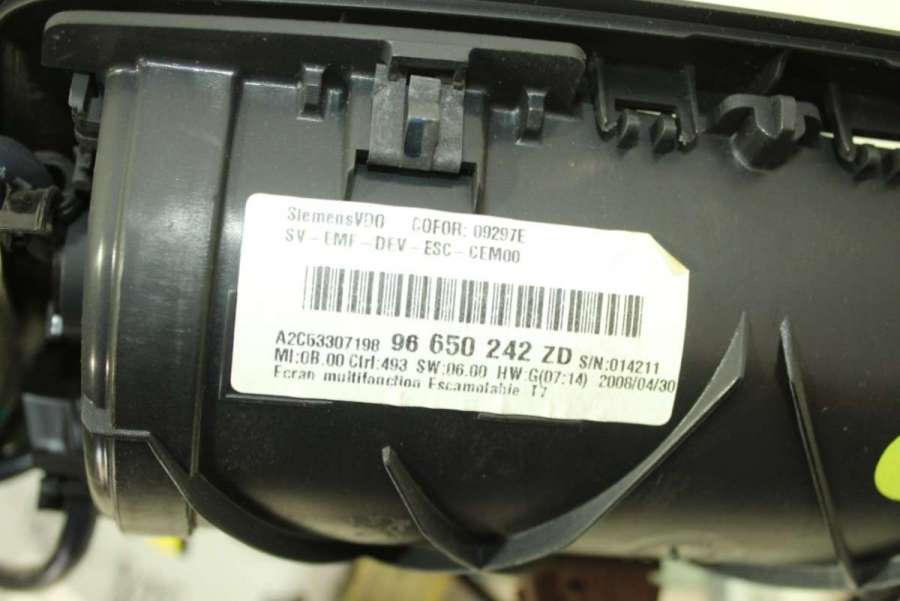 SiemensVDO COFOR: 09297E
SV-EMF-DEV-ESC-CEM00
A2C53307198 96 650 242 ZD S/N:014211
MI:0B.00 Ctrl:493 SW:06.00 HW:G(07:14) 2008/04/30
Ecran multifonction Escamotable T7